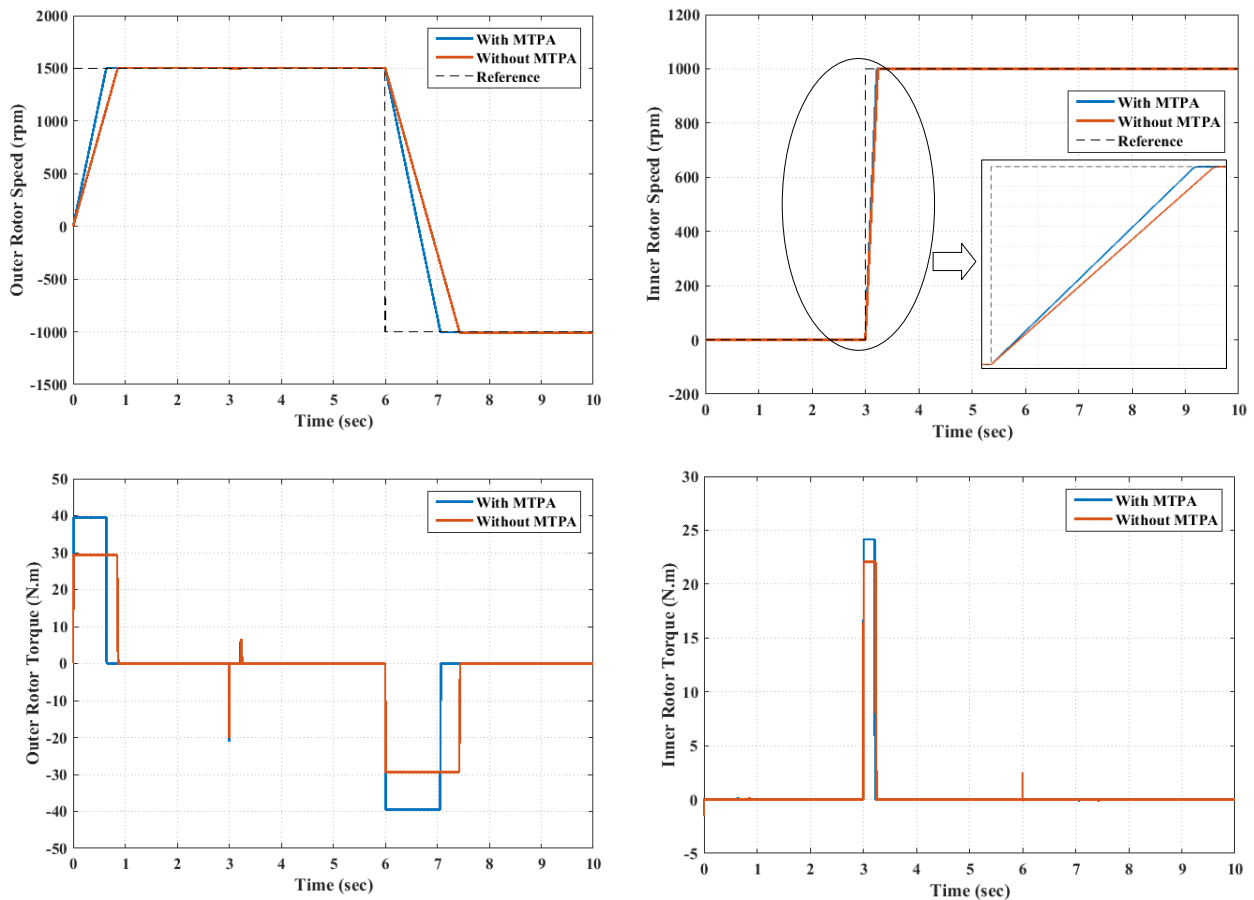 2000
1500
1000
500
0
-500
-1000
-1500
0 1 2 3 4 5 6 7 8 9 10
Time (sec)
Outer Rotor Speed (rpm)
With MTPA
Without MTPA
Reference
1200
1000
800
600
400
200
0
-200
0 1 2 3 4 5 6 7 8 9 10
Time (sec)
Inner Rotor Speed (rpm)
With MTPA
Without MTPA
Reference
50
40
30
20
10
0
-10
-20
-30
-40
-50
0 1 2 3 4 5 6 7 8 9 10
Time (sec)
Outer Rotor Torque (N.m)
With MTPA
Without MTPA
30
25
20
15
10
5
0
-5
0 1 2 3 4 5 6 7 8 9 10
Time (sec)
Inner Rotor Torque (N.m)
With MTPA
Without MTPA